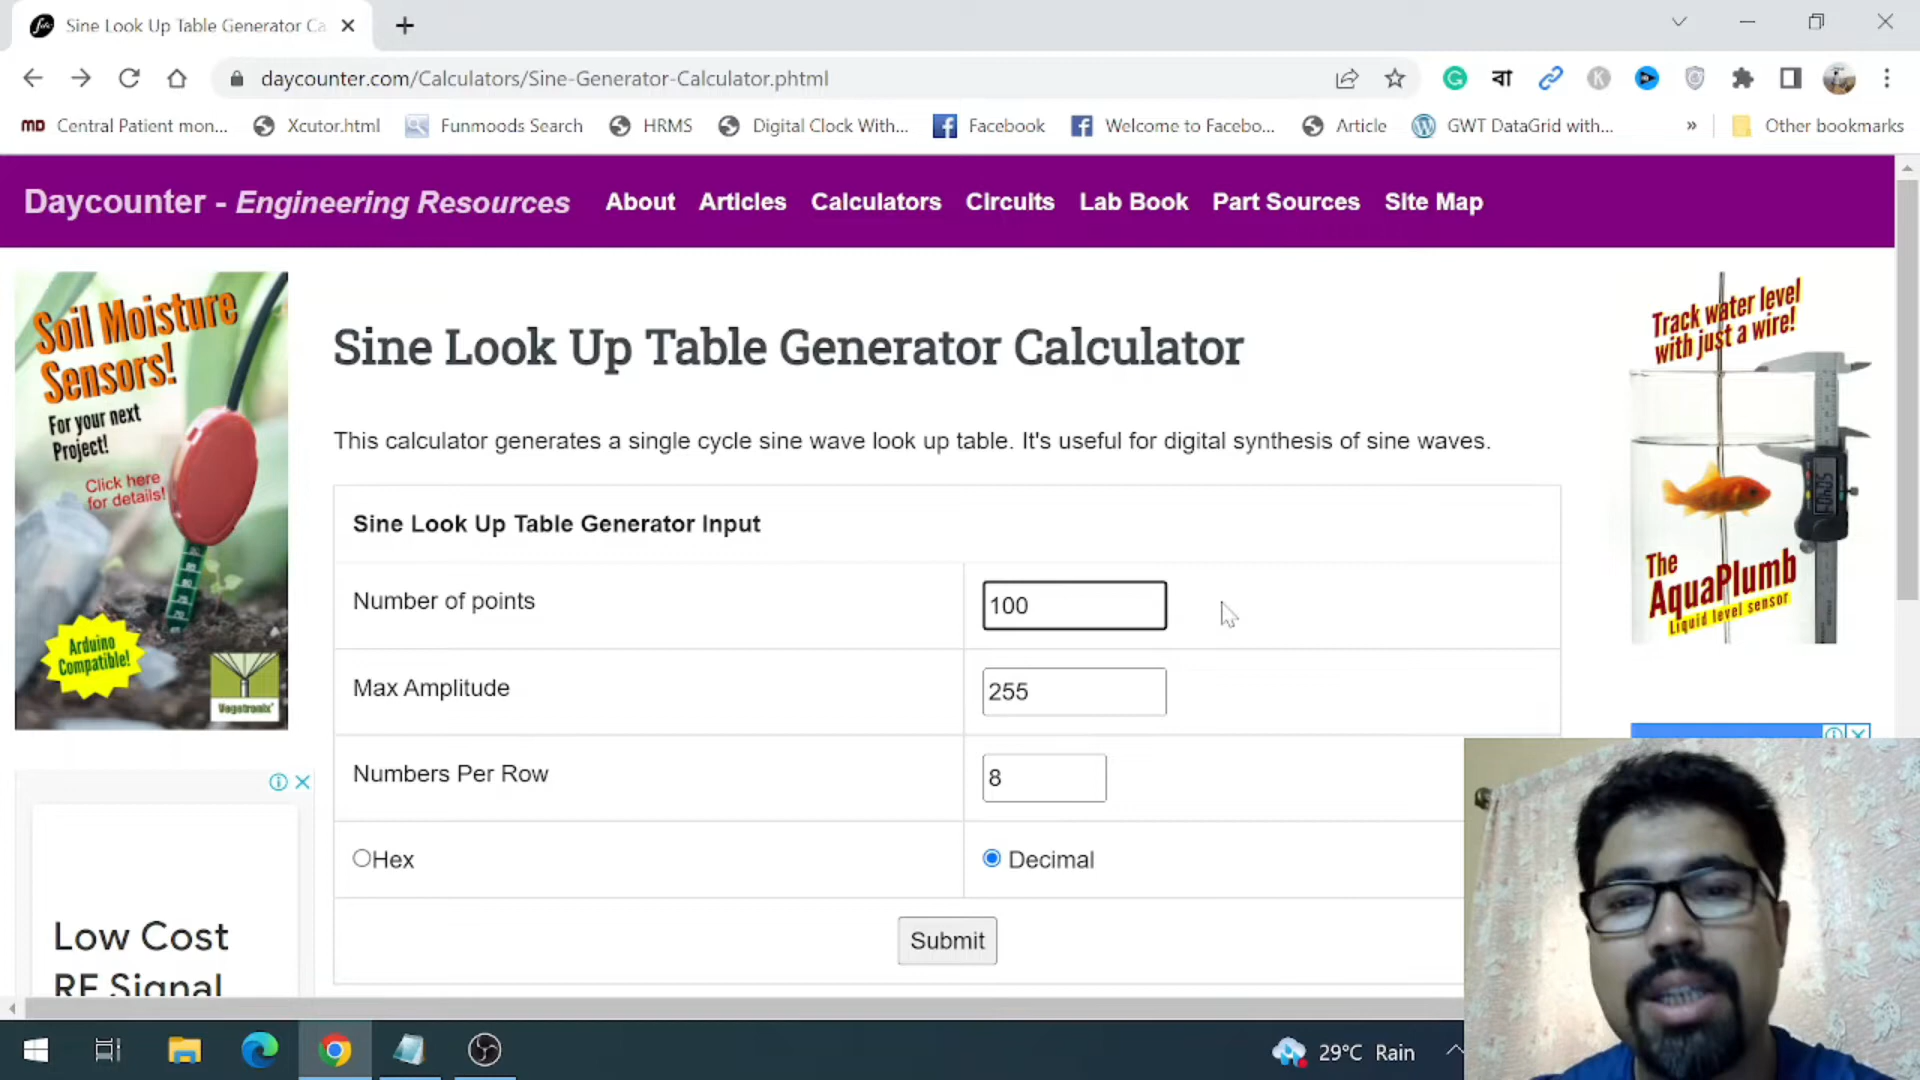 Sine Look Up Table Generator Ca
daycounter.com/Calculators/Sine-Generator-Calculator.phtml
বা
K
MD Central Patient mon... Xcutor.html Funmoods Search HRMS Digital Clock With... Facebook Welcome to Facebo... Article GWT DataGrid with... » Other bookmarks
Daycounter - Engineering Resources About Articles Calculators Circuits Lab Book Part Sources Site Map
Soil Moisture
Sensors!
For your next
Project!
Click here
for details!
Arduino
Compatible!
Vegetronix
Sine Look Up Table Generator Calculator
This calculator generates a single cycle sine wave look up table. It's useful for digital synthesis of sine waves.
Sine Look Up Table Generator Input
Number of points 100
Max Amplitude 255
Numbers Per Row 8
Hex Decimal
Submit
Track water level
with just a wire!
The
AquaPlumb
Liquid level sensor
Low Cost
RF Signal
29°C Rain